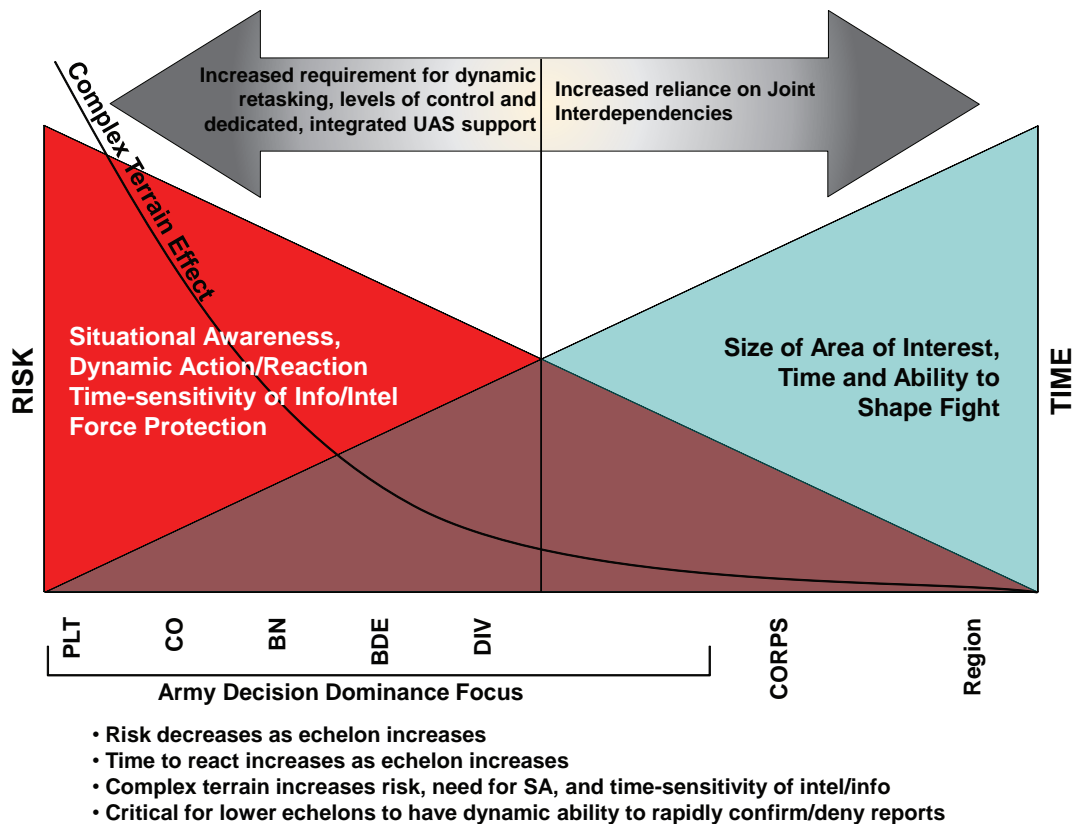 Increased requirement for dynamic
retasking, levels of control and
dedicated, integrated UAS support
Increased reliance on Joint
Interdependencies
Complex Terrain Effect
RISK
Situational Awareness,
Dynamic Action/Reaction
Time-sensitivity of Info/Intel
Force Protection
Size of Area of Interest,
Time and Ability to
Shape Fight
TIME
PLT
CO
BN
BDE
DIV
CORPS
Region
Army Decision Dominance Focus
• Risk decreases as echelon increases
• Time to react increases as echelon increases
• Complex terrain increases risk, need for SA, and time-sensitivity of intel/info
• Critical for lower echelons to have dynamic ability to rapidly confirm/deny reports